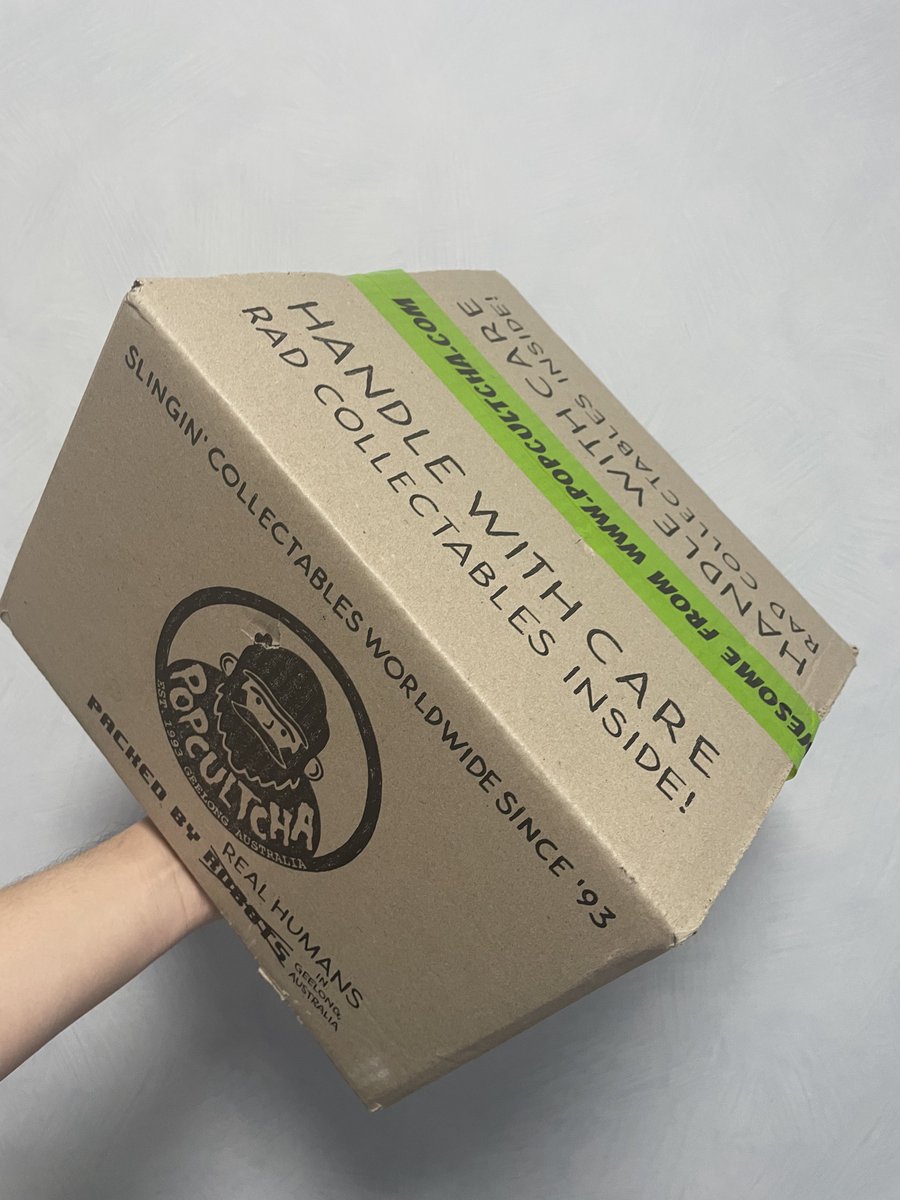 HANDLE WITH CARE
RAD COLLECTABLES INSIDE!
WESOME FROM WWW.POPCULTCHA.COM
HANDLE WITH CARE
RAD COLLECTABLES INSIDE!
SLINGIN' COLLECTABLES WORLDWIDE SINCE '93
POPCULTCHA
EST. 1993 GEELONG, AUSTRALIA
PACKED BY ROBOTS
REAL HUMANS
IN
GEELONG
AUSTRALIA